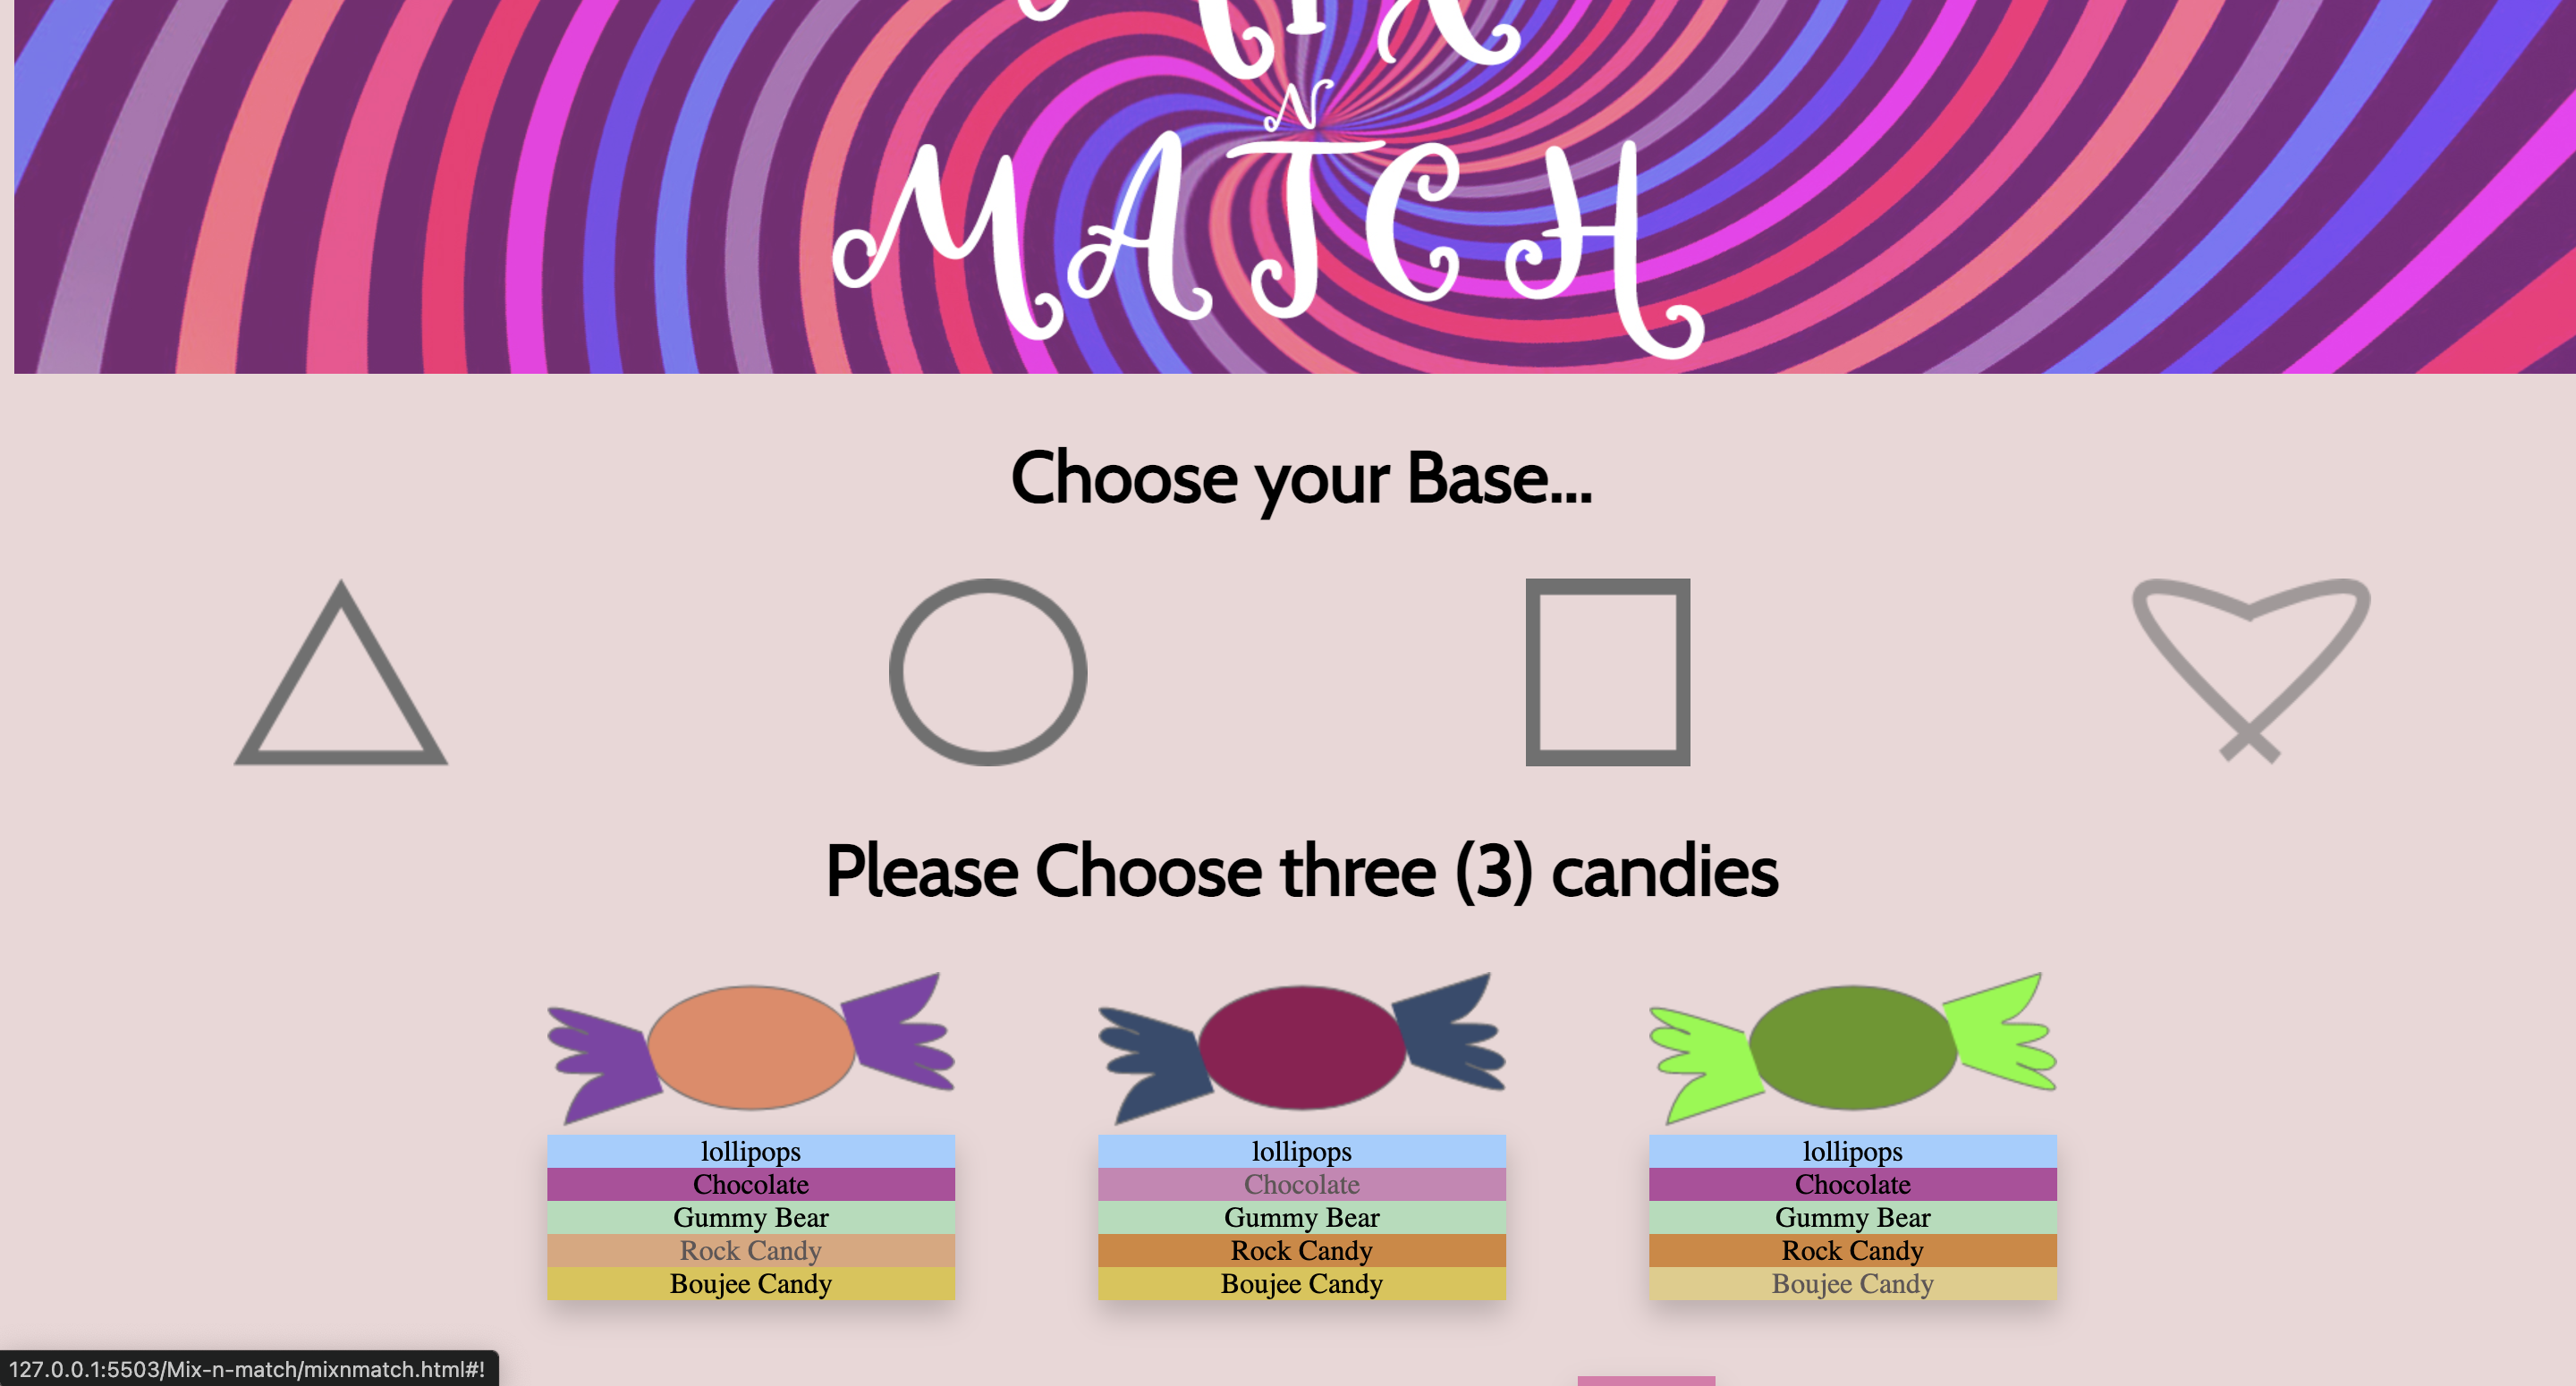 N
MATCH
Choose your Base...
Please Choose three (3) candies
lollipops
Chocolate
Gummy Bear
Rock Candy
Boujee Candy
lollipops
Chocolate
Gummy Bear
Rock Candy
Boujee Candy
lollipops
Chocolate
Gummy Bear
Rock Candy
Boujee Candy
127.0.0.1:5503/Mix-n-match/mixnmatch.html#!